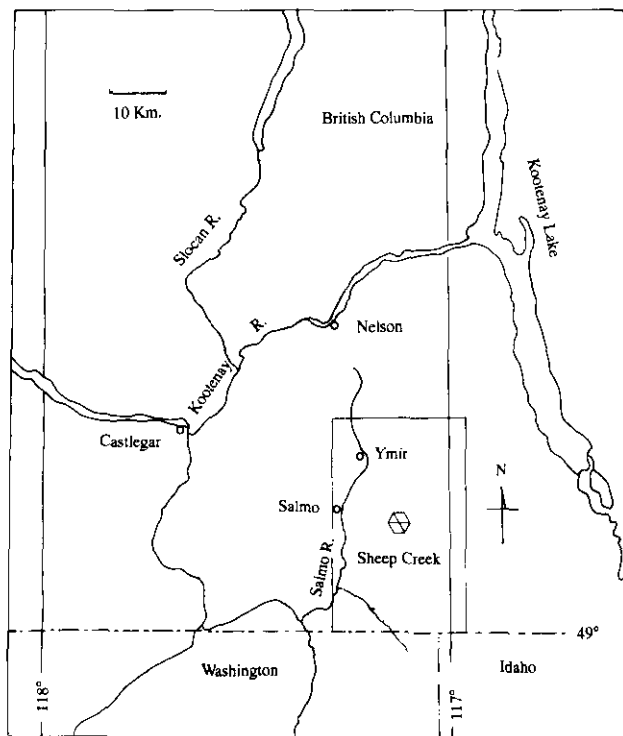 10 Km.
British Columbia
Kootenay Lake
Slocan R.
Kootenay R.
Nelson
Castlegar
Ymir
N
Salmo
Sheep Creek
Salmo R.
49°
Washington
Idaho
118°
117°